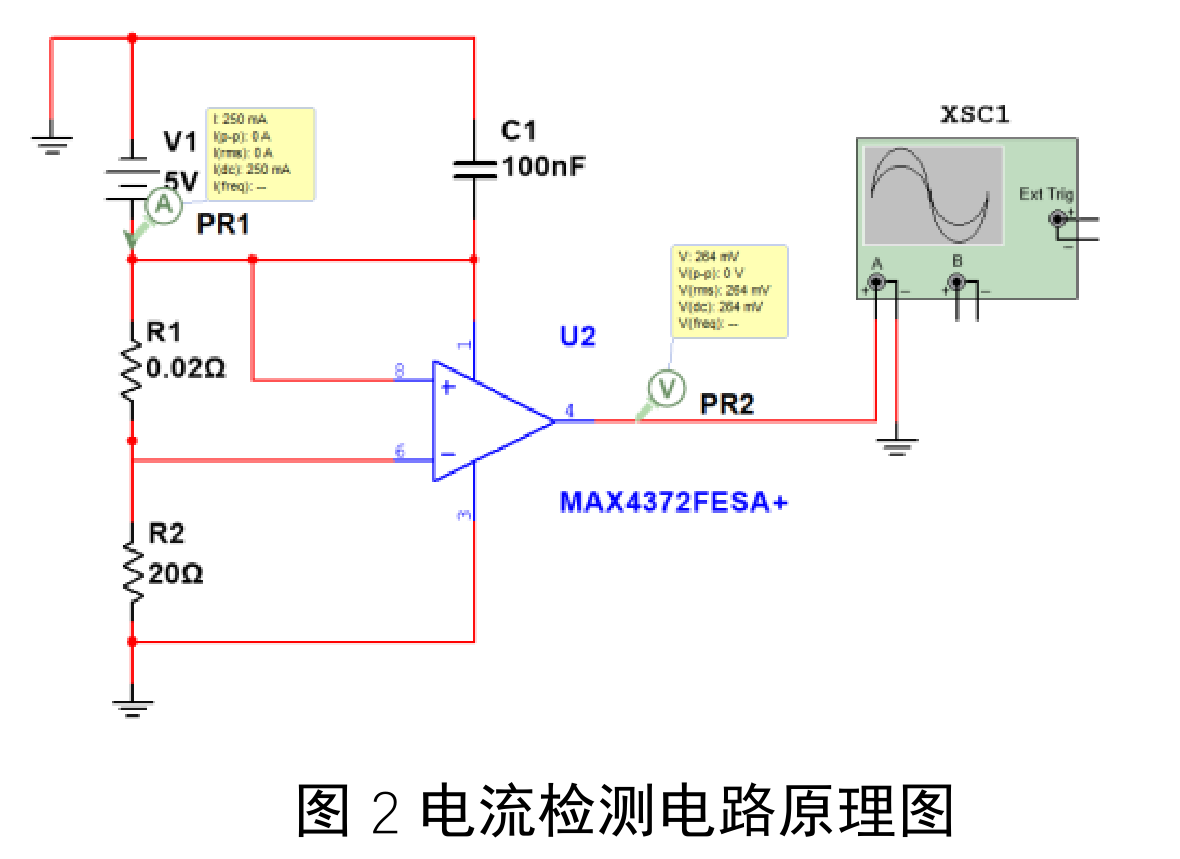 XSC1
Ext Trig
+
−
A
B
+
−
+
−
V1
5V
I: 250 mA
I(p-p): 0 A
I(rms): 0 A
I(dc): 250 mA
I(freq): --
A
PR1
C1
100nF
R1
0.02Ω
V: 264 mV
V(p-p): 0 V
V(rms): 264 mV
V(dc): 264 mV
V(freq): --
V
PR2
U2
1
8
+
4
6
−
3
MAX4372FESA+
R2
20Ω
图 2 电流检测电路原理图